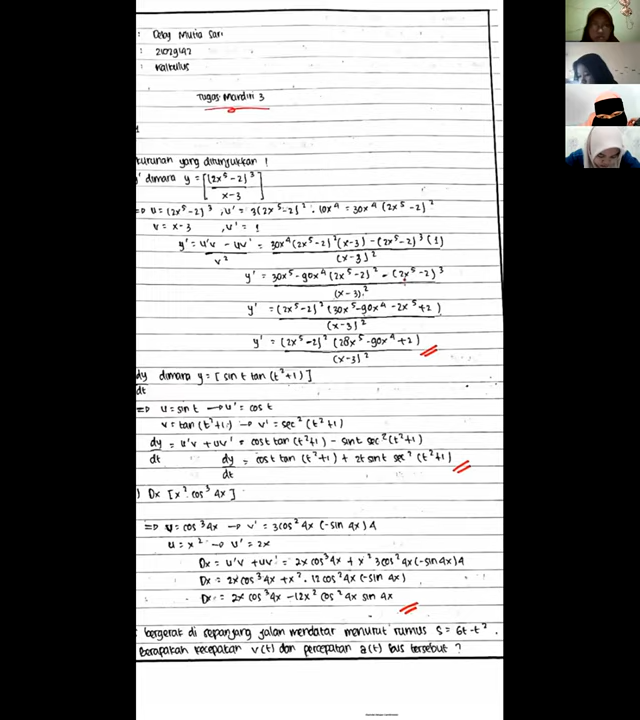 : Deby Mutia Sari
: 21029142
: Kalkulus
Tugas Mandiri 3
turunan yang ditunjukkan !
y' dimana y = [(2x⁵-2)³ / x-3]
=> u = (2x⁵-2)³ , u' = 3(2x⁵-2)² · 10x⁴ = 30x⁴ (2x⁵-2)²
v = x-3 , v' = 1
y' = u'v - uv' / v² = 30x⁴(2x⁵-2)²(x-3) - (2x⁵-2)³ (1) / (x-3)²
y' = 30x⁵-90x⁴ (2x⁵-2)² - (2x⁵-2)³ / (x-3)²
y' = (2x⁵-2)² (30x⁵-90x⁴-2x⁵+2) / (x-3)²
y' = (2x⁵-2)² (28x⁵-90x⁴+2) / (x-3)²
dy/dt dimana y = [sin t tan (t²+1)]
=> u = sin t → u' = cos t
v = tan (t²+1) → v' = sec² (t²+1)
dy/dt = u'v + uv' = cos t tan (t²+1) - sin t sec² (t²+1)
dy/dt = cos t tan (t²+1) + 2t sin t sec² (t²+1)
) Dx [x² cos³ 4x]
=> v = cos³ 4x → v' = 3 cos² 4x (-sin 4x) 4
u = x² → u' = 2x
Dx = u'v + uv' = 2x cos³ 4x + x² 3 cos² 4x (-sin 4x) 4
Dx = 2x cos³ 4x + x² · 12 cos² 4x (-sin 4x)
Dx = 2x cos³ 4x - 12x² cos² 4x sin 4x
bergerak di sepanjang jalan mendatar menurut rumus s = 6t - t² .
Berapakah kecepatan v(t) dan percepatan a(t) bus tersebut ?